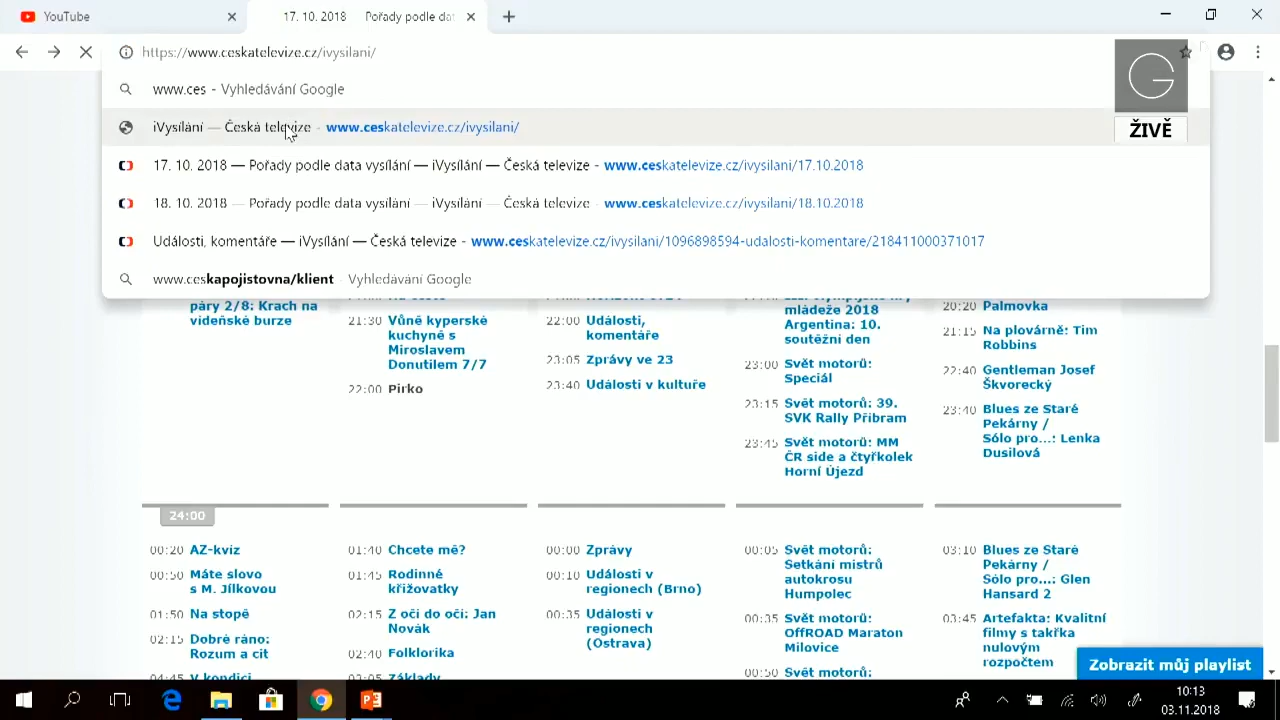 YouTube
17. 10. 2018 Pořady podle dat
https://www.ceskatelevize.cz/ivysilani/
www.ces - Vyhledávání Google
iVysílání — Česká televize - www.ceskatelevize.cz/ivysilani/
17. 10. 2018 — Pořady podle data vysílání — iVysílání — Česká televize - www.ceskatelevize.cz/ivysilani/17.10.2018
18. 10. 2018 — Pořady podle data vysílání — iVysílání — Česká televize - www.ceskatelevize.cz/ivysilani/18.10.2018
Události, komentáře — iVysílání — Česká televize - www.ceskatelevize.cz/ivysilani/1096898594-udalosti-komentare/218411000371017
www.ceskapojistovna/klient - Vyhledávání Google
G
ŽIVĚ
páry 2/8: Krach na
vídeňské burze
21:30 Vůně kyperské
kuchyně s
Miroslavem
Donutilem 7/7
22:00 Pirko
22:00 Události,
komentáře
23:05 Zprávy ve 23
23:40 Události v kultuře
mládeže 2018
Argentina: 10.
soutěžní den
23:00 Svět motorů:
Speciál
23:15 Svět motorů: 39.
SVK Rally Příbram
23:45 Svět motorů: MM
ČR side a čtyřkolek
Horní Újezd
20:20 Palmovka
21:15 Na plovárně: Tim
Robbins
22:40 Gentleman Josef
Škvorecký
23:40 Blues ze Staré
Pekárny /
Sólo pro...: Lenka
Dusilová
24:00
00:20 AZ-kvíz
00:50 Máte slovo
s M. Jílkovou
01:50 Na stopě
02:15 Dobré ráno:
Rozum a cit
04:45 V kondici
01:40 Chcete mě?
01:45 Rodinné
křižovatky
02:15 Z očí do očí: Jan
Novák
02:40 Folklorika
03:05 Základy
00:00 Zprávy
00:10 Události v
regionech (Brno)
00:35 Události v
regionech
(Ostrava)
00:05 Svět motorů:
Setkání mistrů
autokrosu
Humpolec
00:35 Svět motorů:
OffROAD Maraton
Milovice
00:50 Svět motorů:
03:10 Blues ze Staré
Pekárny /
Sólo pro...: Glen
Hansard 2
03:45 Artefakta: Kvalitní
filmy s takřka
nulovým
rozpočtem
Zobrazit můj playlist
10:13
03.11.2018